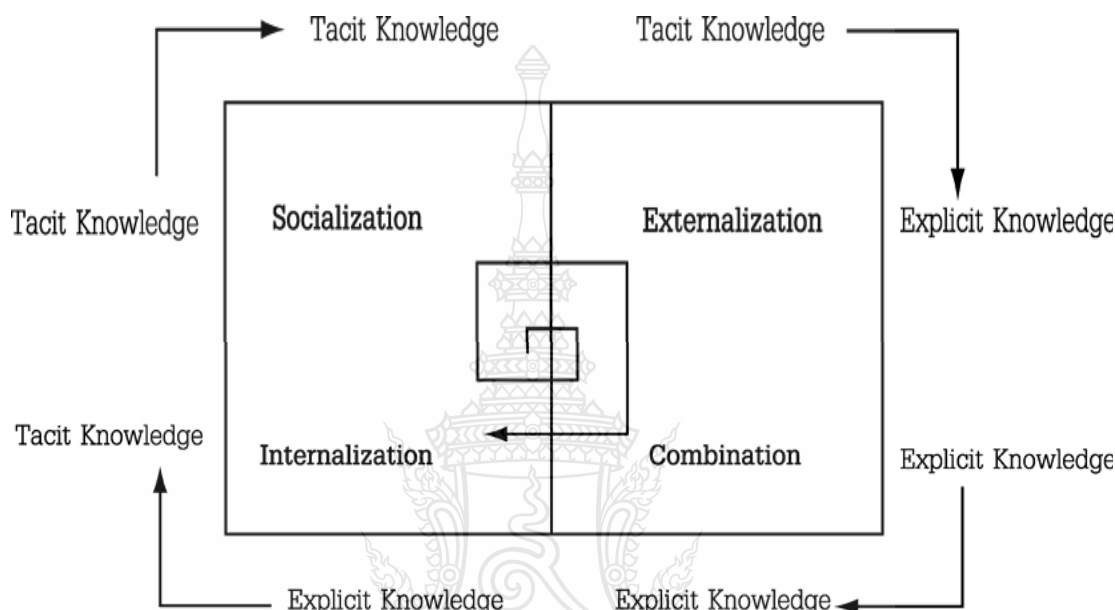 Tacit Knowledge
Tacit Knowledge
Tacit Knowledge
Socialization
Externalization
Explicit Knowledge
Tacit Knowledge
Internalization
Combination
Explicit Knowledge
Explicit Knowledge
Explicit Knowledge